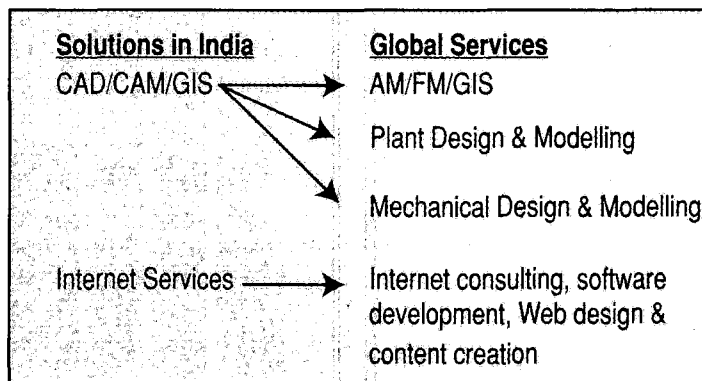 Solutions in India
CAD/CAM/GIS
Internet Services
Global Services
AM/FM/GIS
Plant Design & Modelling
Mechanical Design & Modelling
Internet consulting, software
development, Web design &
content creation